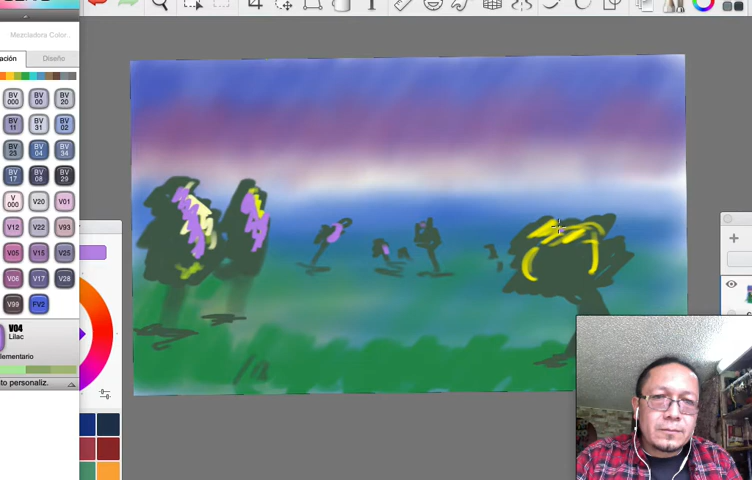 Mezcladora Color
ación Diseño
BV 000 BV 00 BV 20
BV 11 BV 31 BV 02
BV 23 BV 04 BV 34
BV 17 BV 08 BV 29
V 000 V20 V01
V12 V22 V93
V05 V15 V25
V06 V17 V28
V99 FV2
V04
Lilac
lementario
to personaliz.